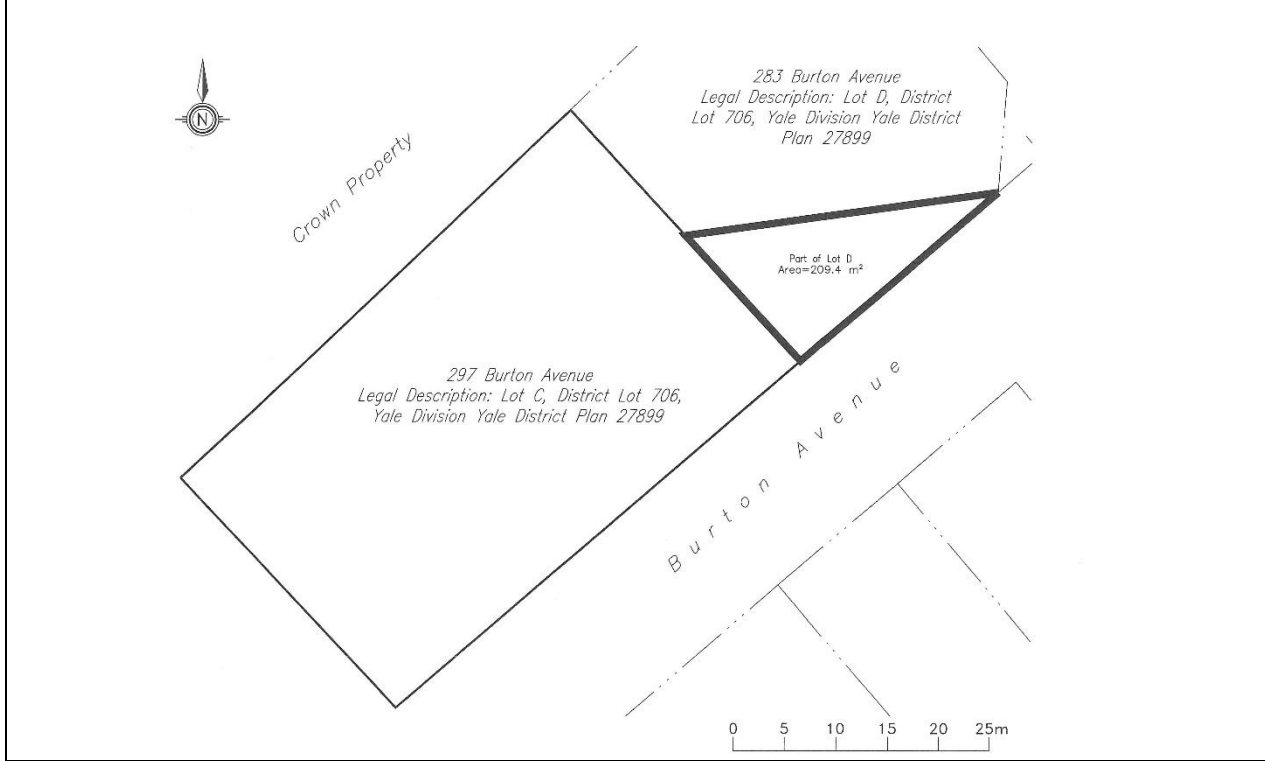 283 Burton Avenue
Legal Description: Lot D, District
Lot 706, Yale Division Yale District
Plan 27899
N
Crown Property
Part of Lot D
Area=209.4 m²
297 Burton Avenue
Legal Description: Lot C, District Lot 706,
Yale Division Yale District Plan 27899
Burton Avenue
0 5 10 15 20 25m